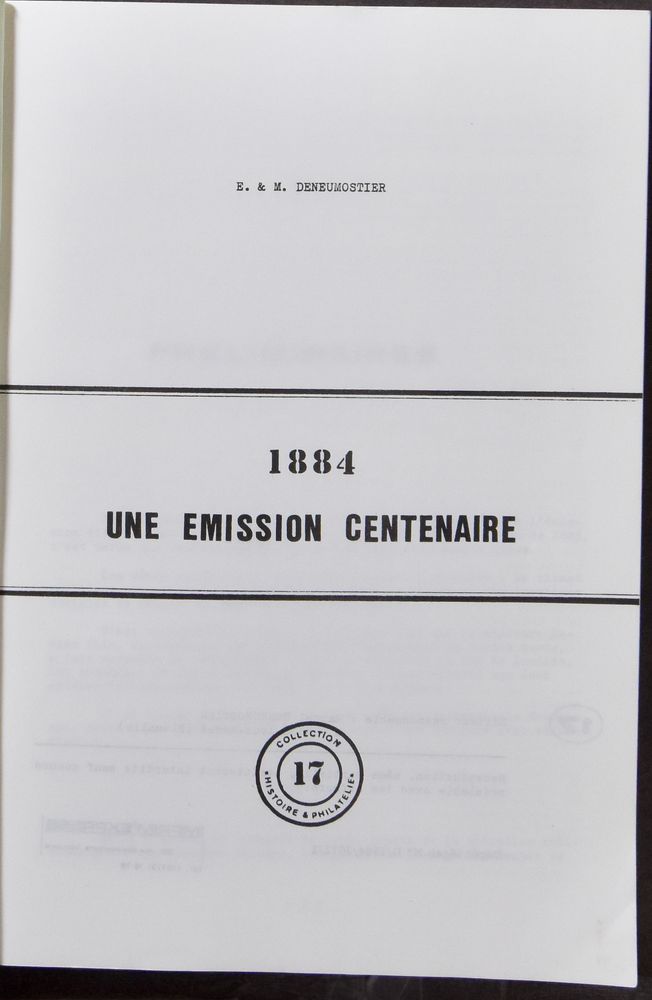 E. & M. DENEUMOSTIER
1884
UNE EMISSION CENTENAIRE
COLLECTION
17
HISTOIRE & PHILATELIE